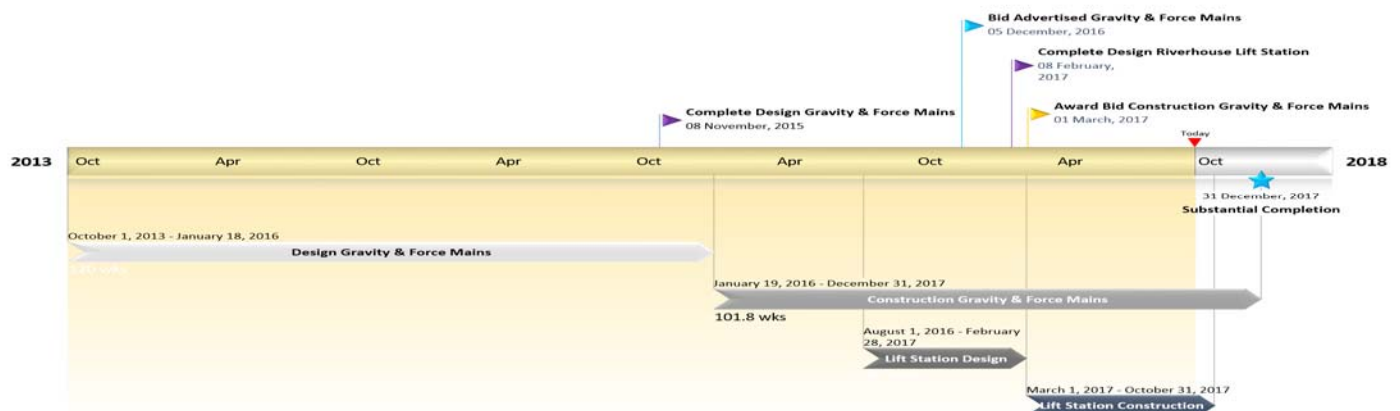 Bid Advertised Gravity & Force Mains
05 December, 2016
Complete Design Riverhouse Lift Station
08 February,
2017
Complete Design Gravity & Force Mains
08 November, 2015
Award Bid Construction Gravity & Force Mains
01 March, 2017
Today
2013 Oct Apr Oct Apr Oct Apr Oct Apr Oct 2018
31 December, 2017
Substantial Completion
October 1, 2013 - January 18, 2016
Design Gravity & Force Mains
120 wks
January 19, 2016 - December 31, 2017
Construction Gravity & Force Mains
101.8 wks
August 1, 2016 - February
28, 2017
Lift Station Design
March 1, 2017 - October 31, 2017
Lift Station Construction